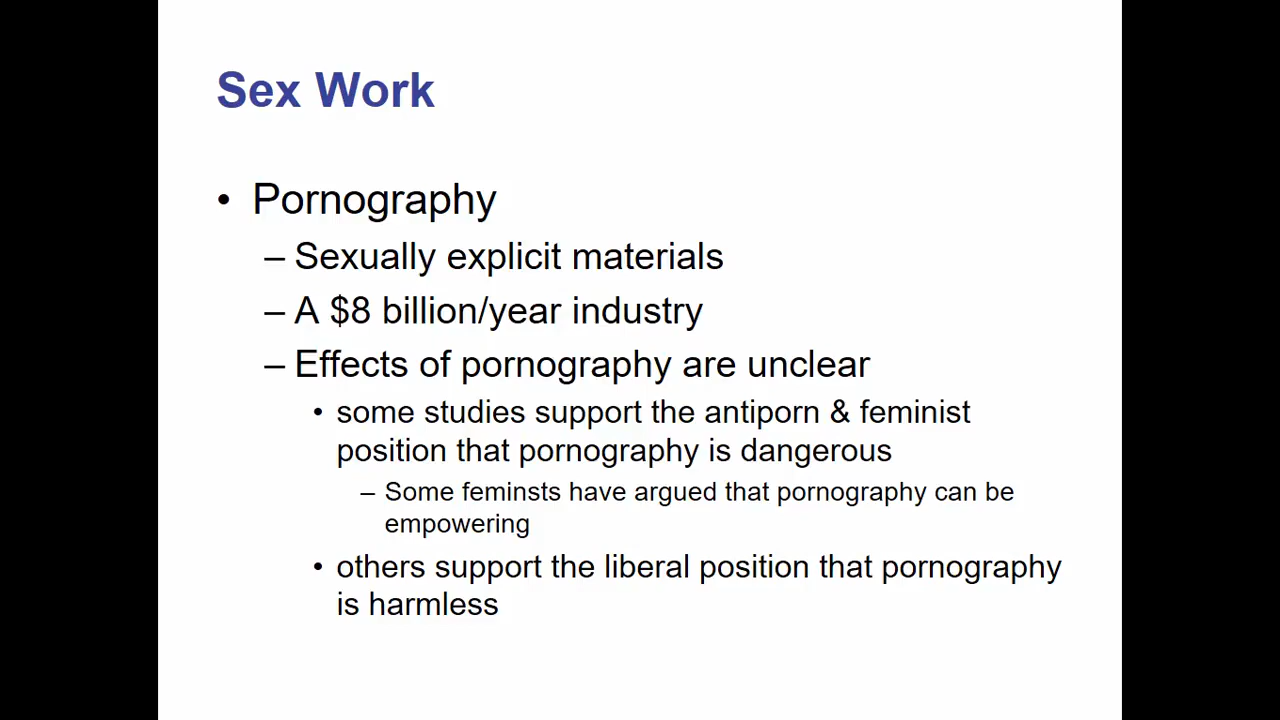 Sex Work
• Pornography
– Sexually explicit materials
– A $8 billion/year industry
– Effects of pornography are unclear
• some studies support the antiporn & feminist
position that pornography is dangerous
– Some feminsts have argued that pornography can be
empowering
• others support the liberal position that pornography
is harmless